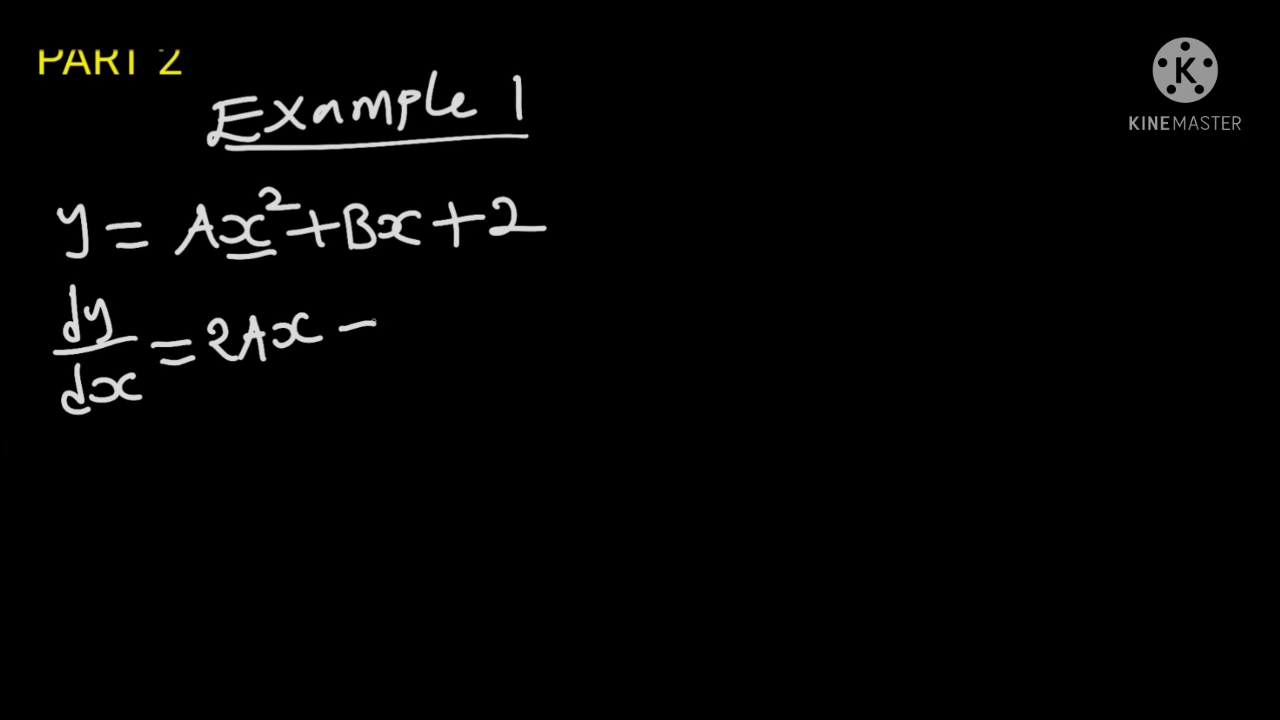 PART 2
KINEMASTER
Example 1
y = Ax² + Bx + 2
dy/dx = 2Ax -